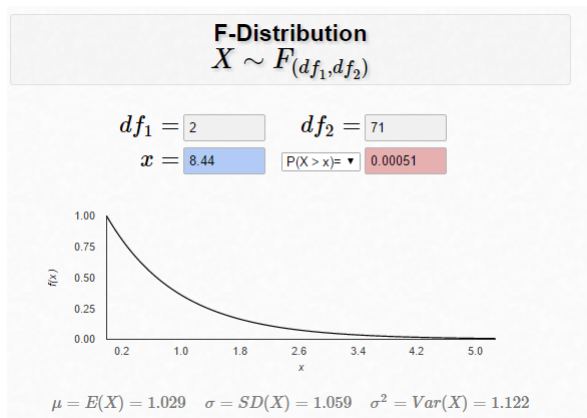 F-Distribution
X ∼ F(df₁,df₂)
df₁ = 2 df₂ = 71
x = 8.44 P(X > x)= ▼ 0.00051
1.00
0.75
0.50
0.25
0.00
f(x)
0.2 1.0 1.8 2.6 3.4 4.2 5.0
x
μ = E(X) = 1.029 σ = SD(X) = 1.059 σ² = Var(X) = 1.122